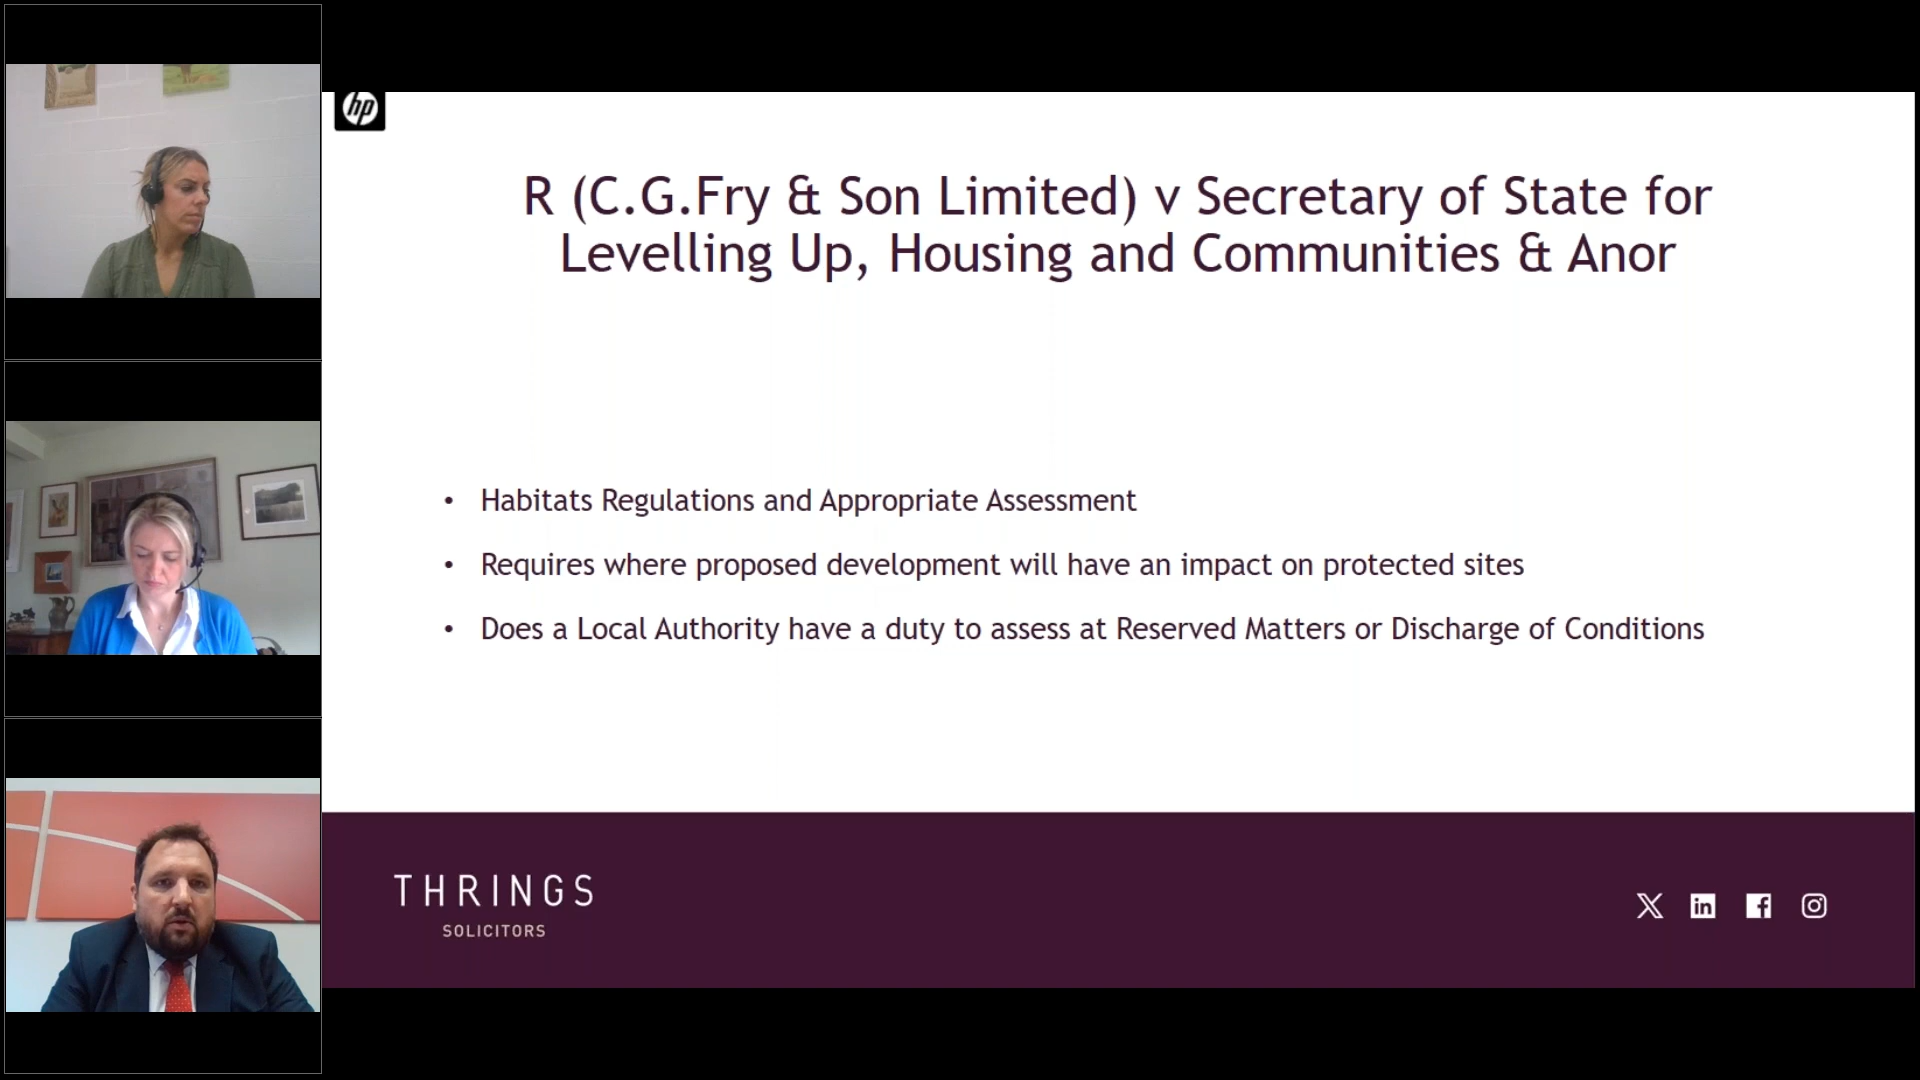 hp
R (C.G.Fry & Son Limited) v Secretary of State for
Levelling Up, Housing and Communities & Anor
• Habitats Regulations and Appropriate Assessment
• Requires where proposed development will have an impact on protected sites
• Does a Local Authority have a duty to assess at Reserved Matters or Discharge of Conditions
THRINGS
SOLICITORS